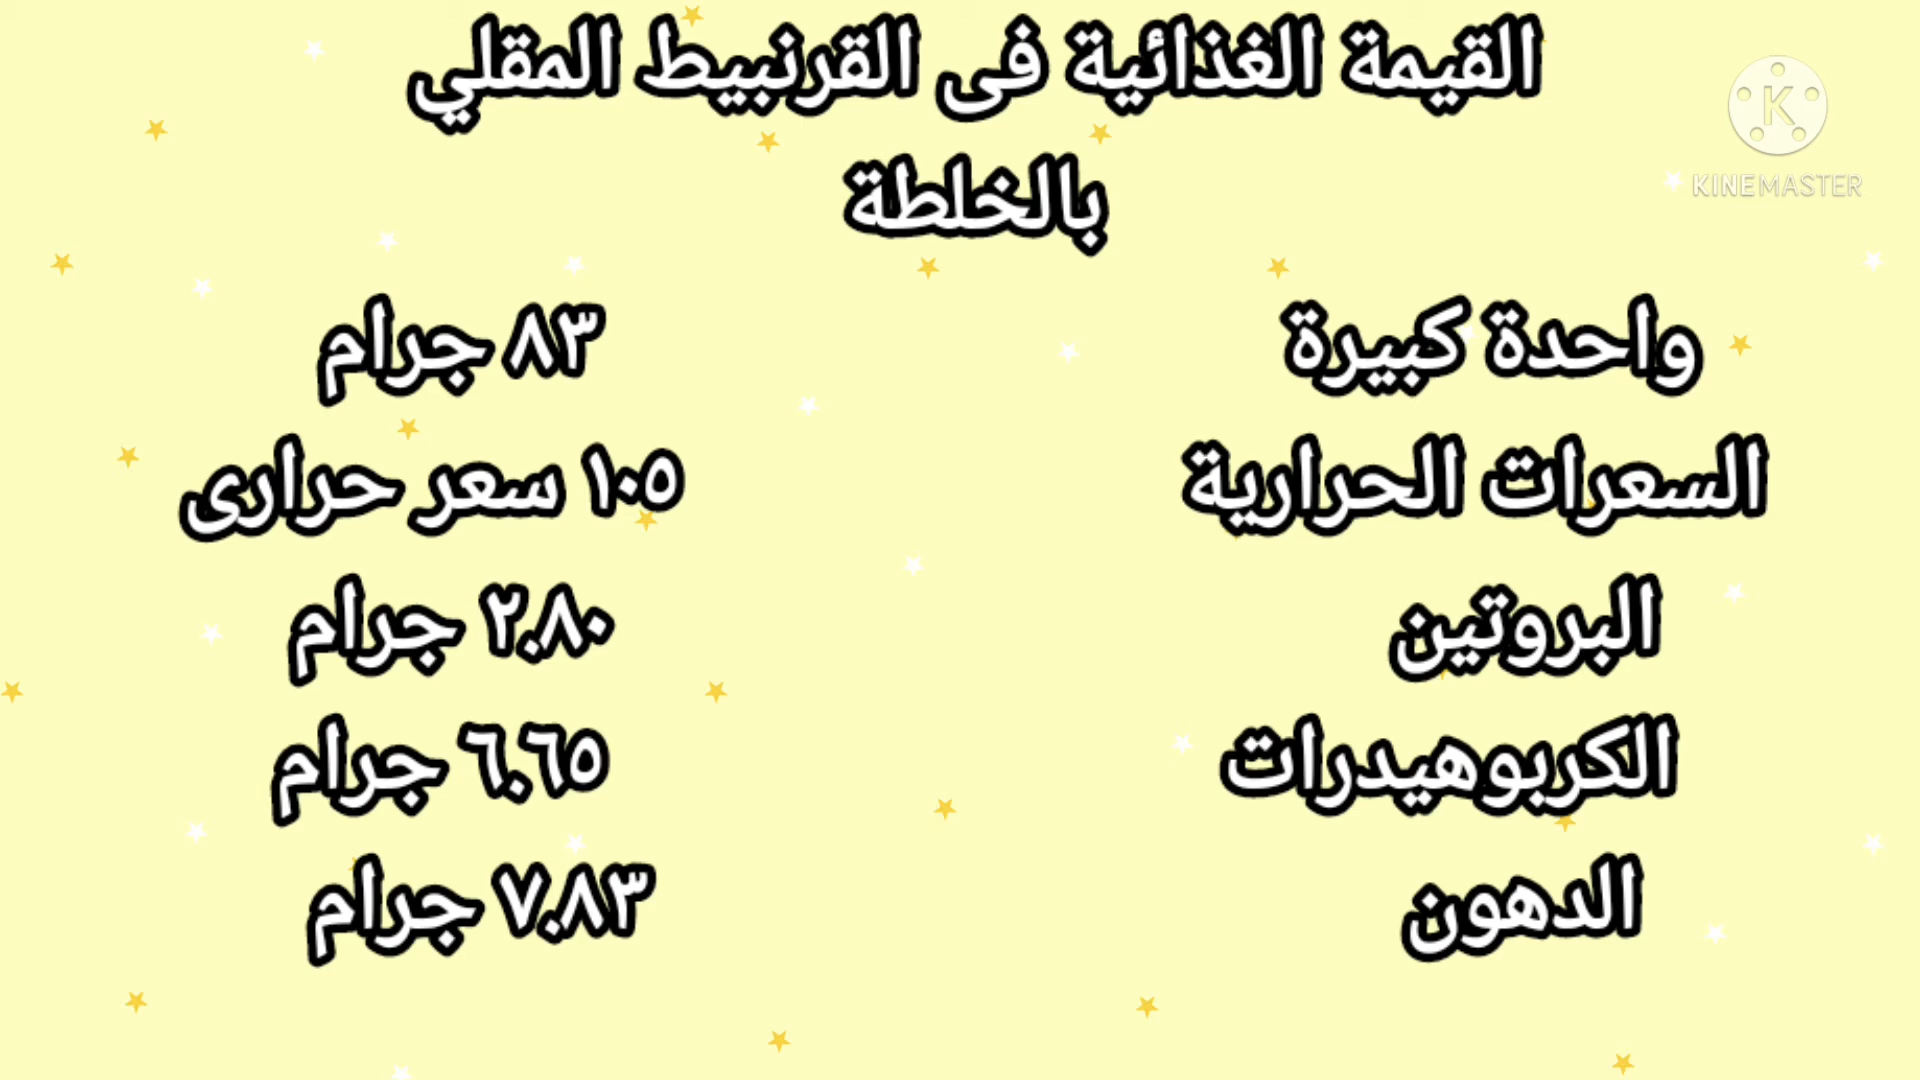 القيمة الغذائية فى القرنبيط المقلي
بالخلطة
KINEMASTER
واحدة كبيرة ٨٣ جرام
السعرات الحرارية ١٠٥ سعر حرارى
البروتين ٢.٨٠ جرام
الكربوهيدرات ٦.٦٥ جرام
الدهون ٧.٨٣ جرام